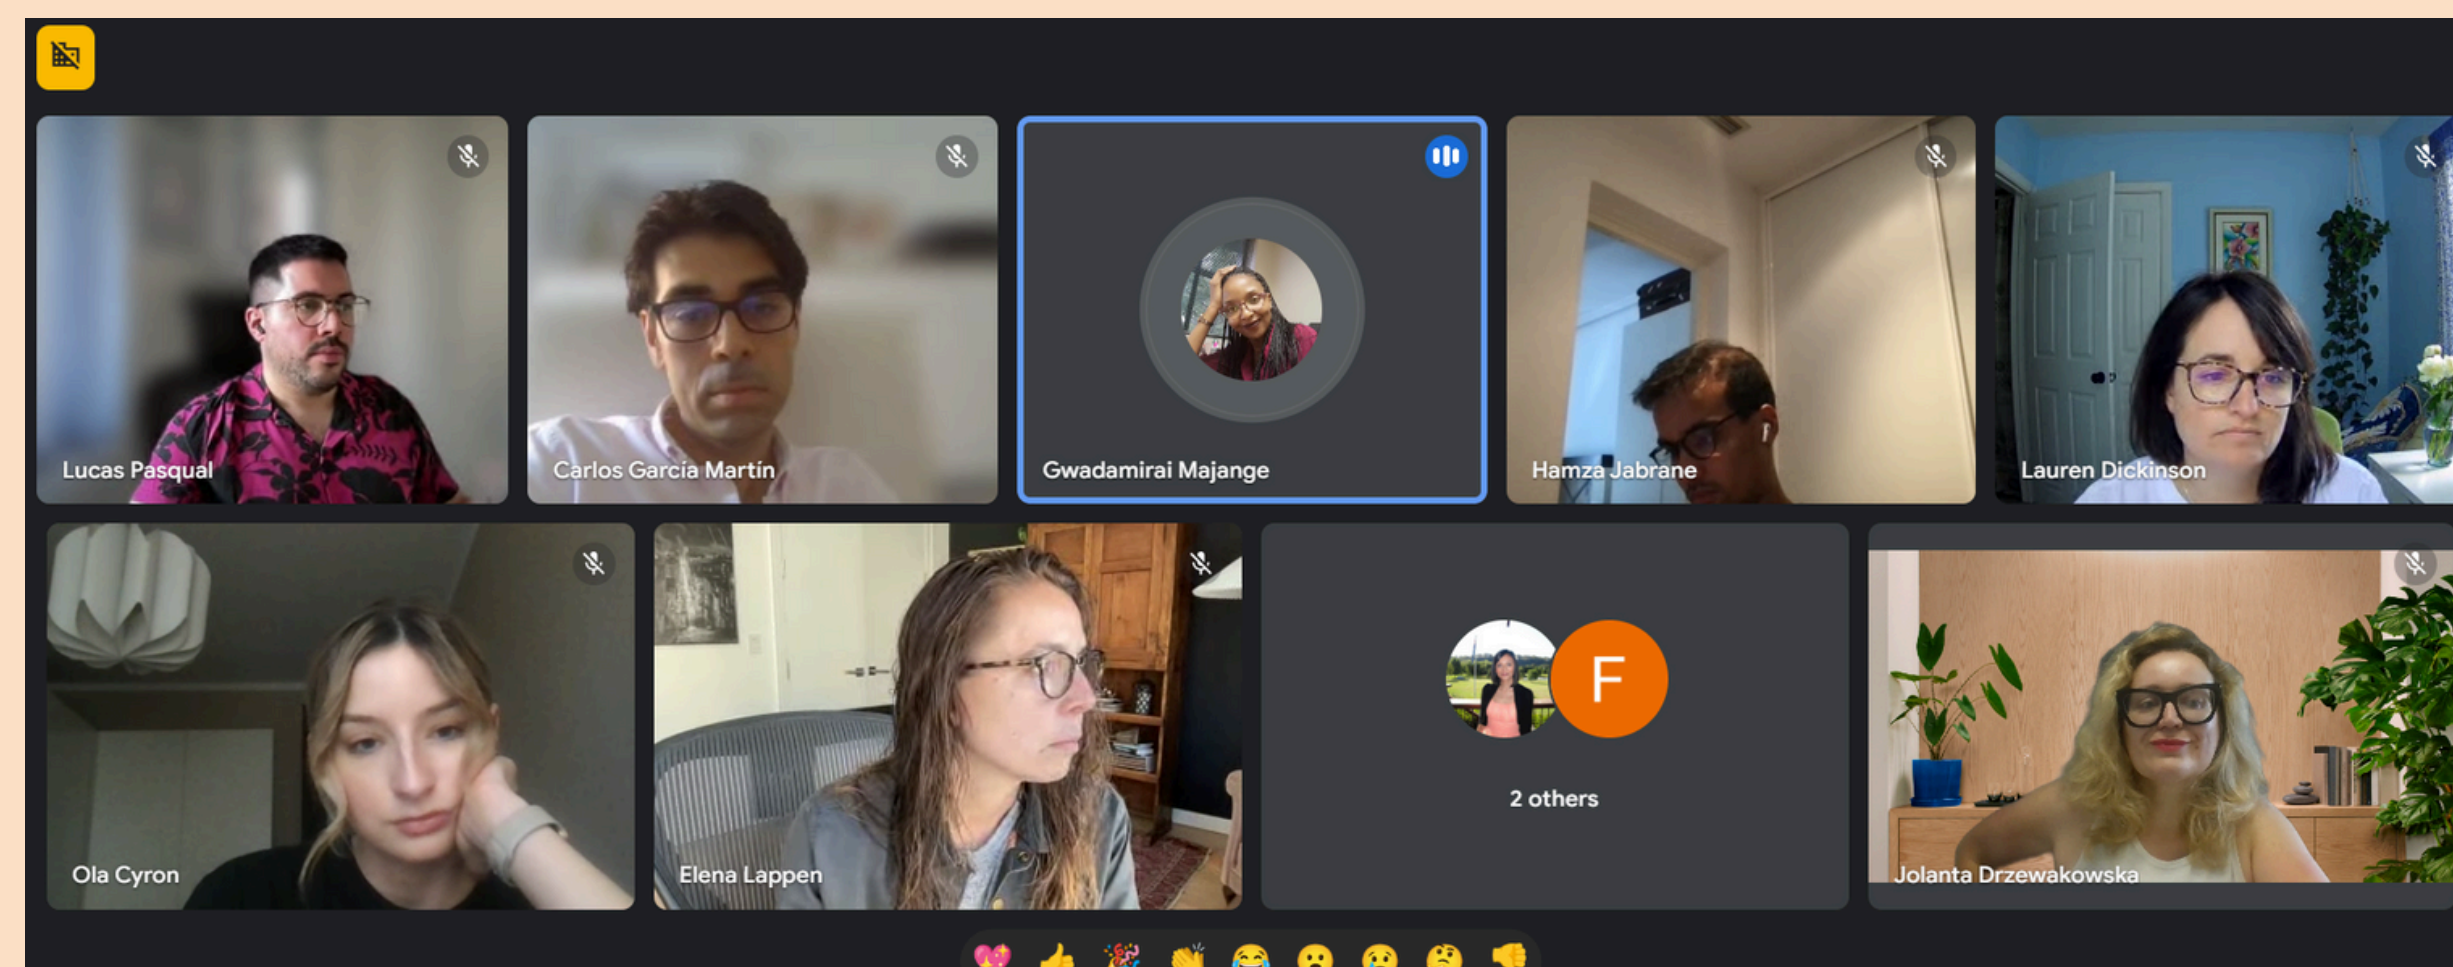 Lucas Pasqual
Carlos García Martín
Gwadamirai Majange
Hamza Jabrane
Lauren Dickinson
Ola Cyron
Elena Lappen
F
2 others
Jolanta Drzewakowska